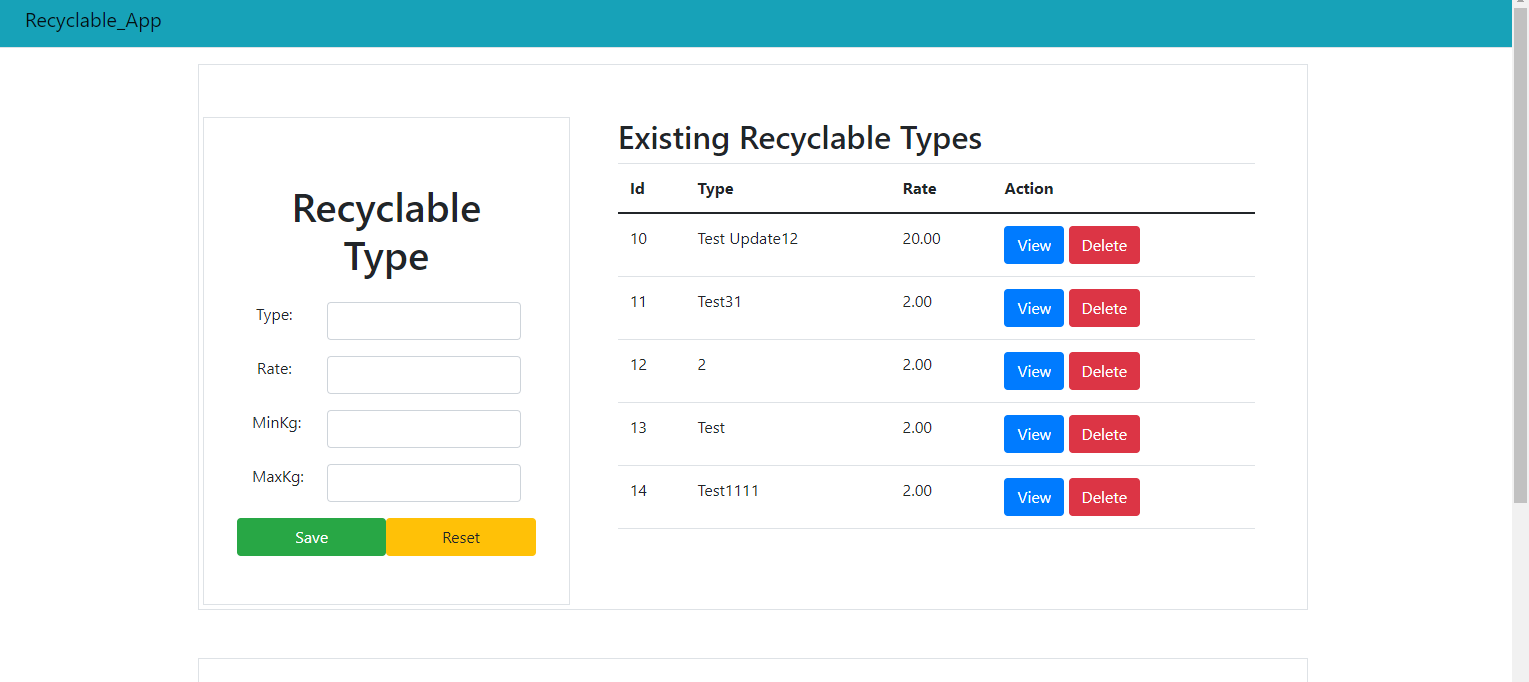 Recyclable_App
Recyclable
Type
Type:
Rate:
MinKg:
MaxKg:
Save Reset
Existing Recyclable Types
Id Type Rate Action
10 Test Update12 20.00 View Delete
11 Test31 2.00 View Delete
12 2 2.00 View Delete
13 Test 2.00 View Delete
14 Test1111 2.00 View Delete